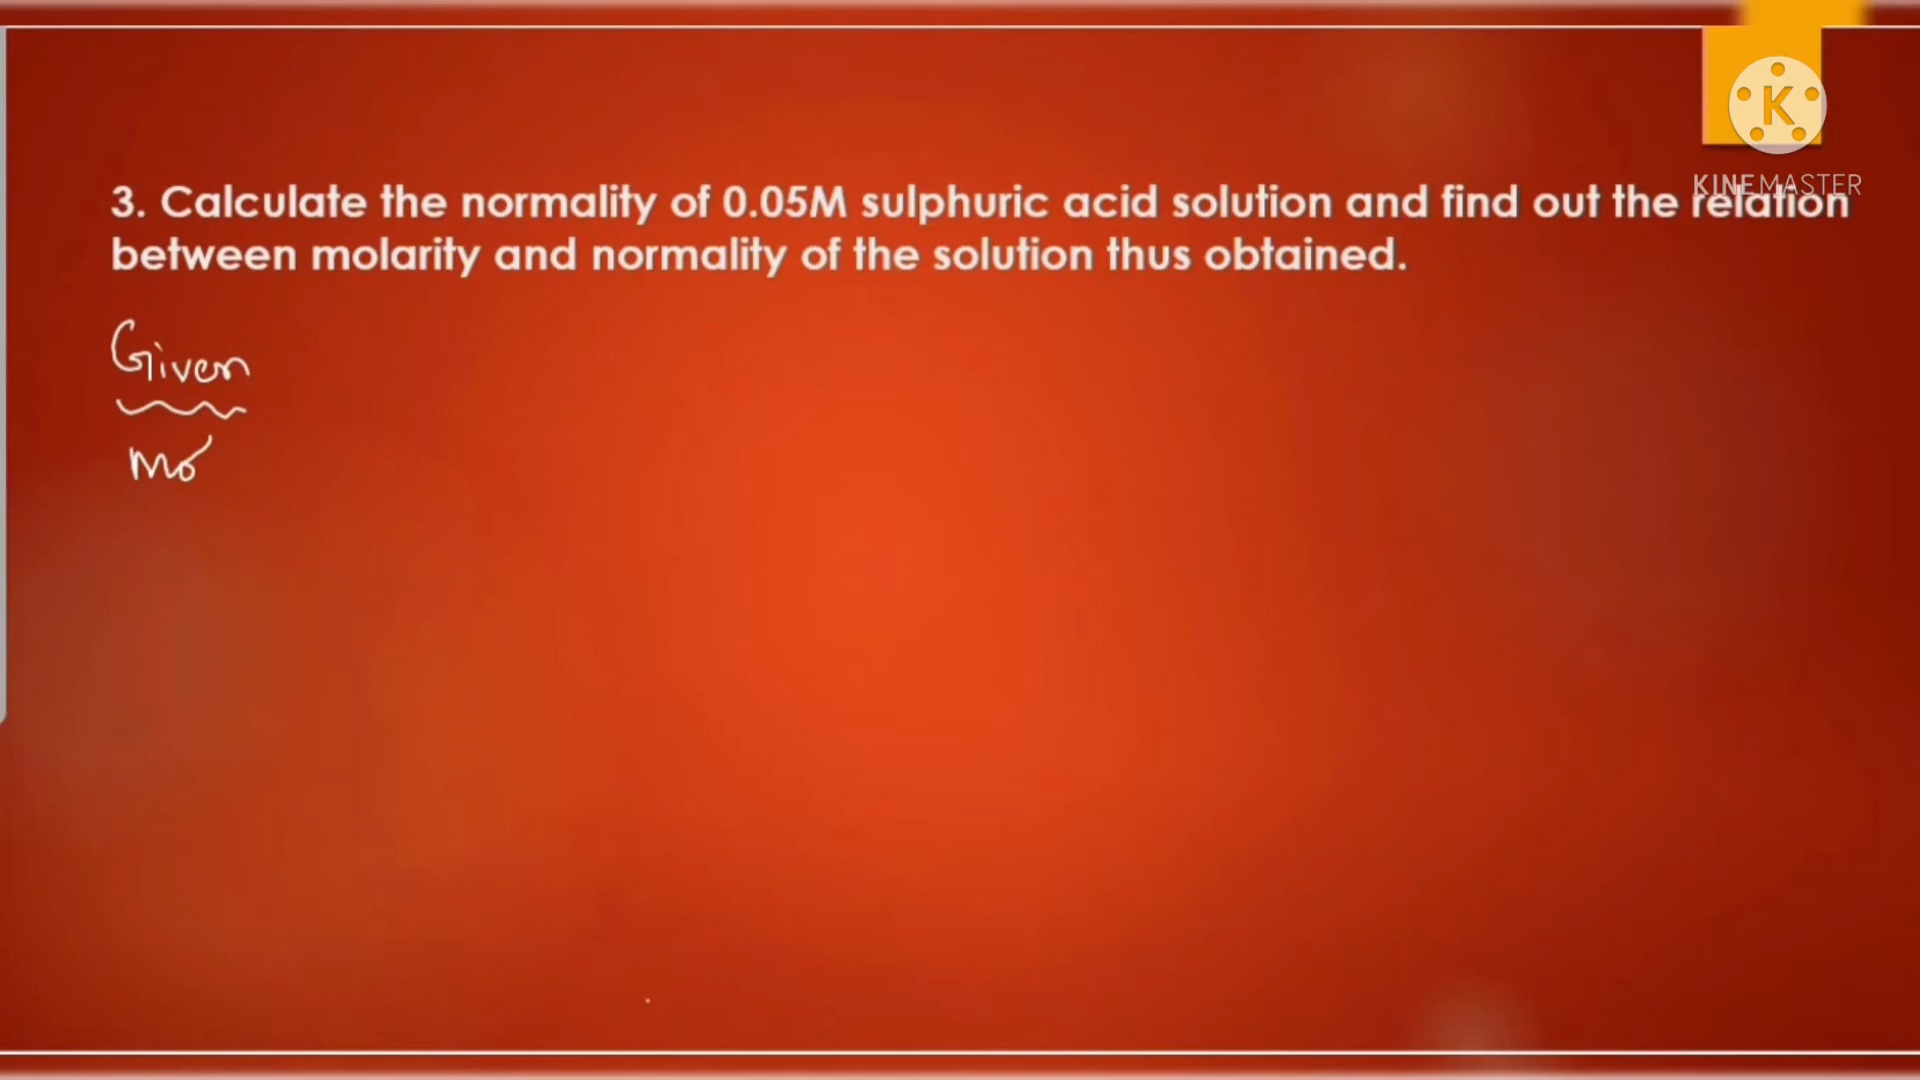 K
KINEMASTER
3. Calculate the normality of 0.05M sulphuric acid solution and find out the relation
between molarity and normality of the solution thus obtained.
Given
Mo